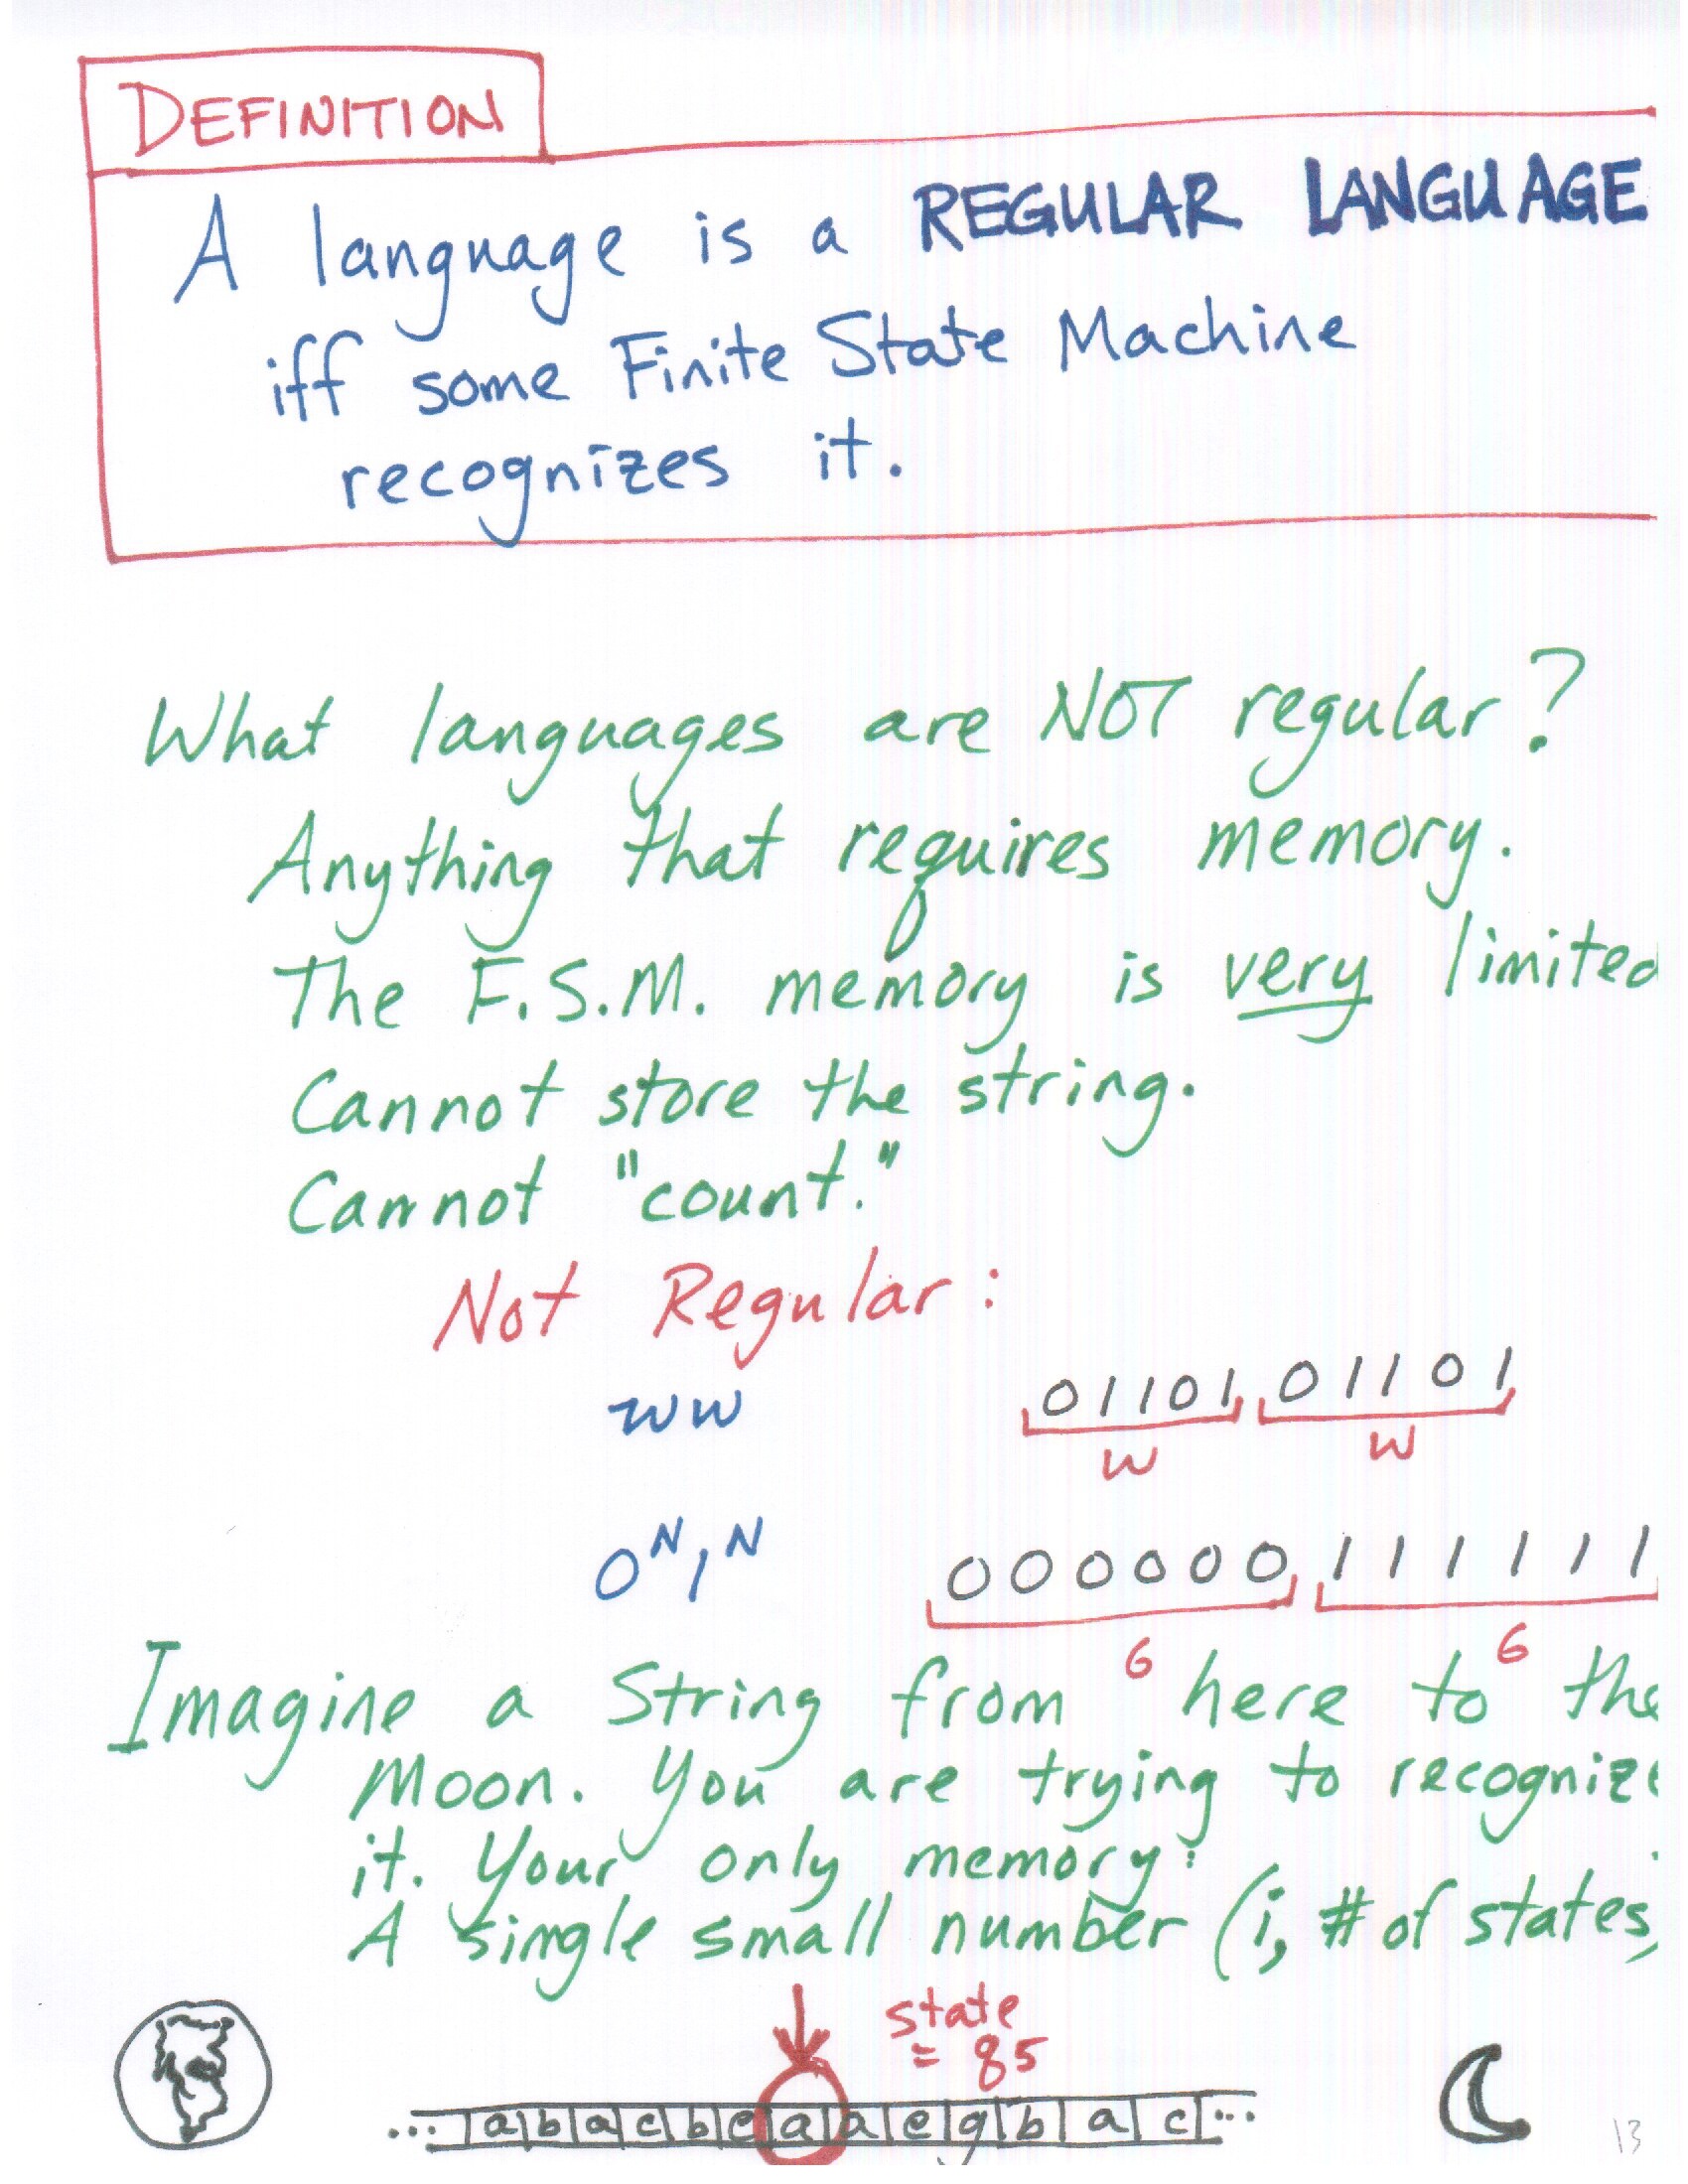 DEFINITION
A language is a REGULAR LANGUAGE
iff some Finite State Machine
recognizes it.
What languages are NOT regular?
Anything that requires memory.
The F.S.M. memory is very limited
Cannot store the string.
Cannot "count."
Not Regular:
ww 01101 01101
w w
0ᴺ1ᴺ 000000 111111
6 6
Imagine a String from here to the
Moon. You are trying to recognize
it. Your only memory:
A single small number (i, # of states)
state
= 85
... a b a c b c a a e g b a c ...
13